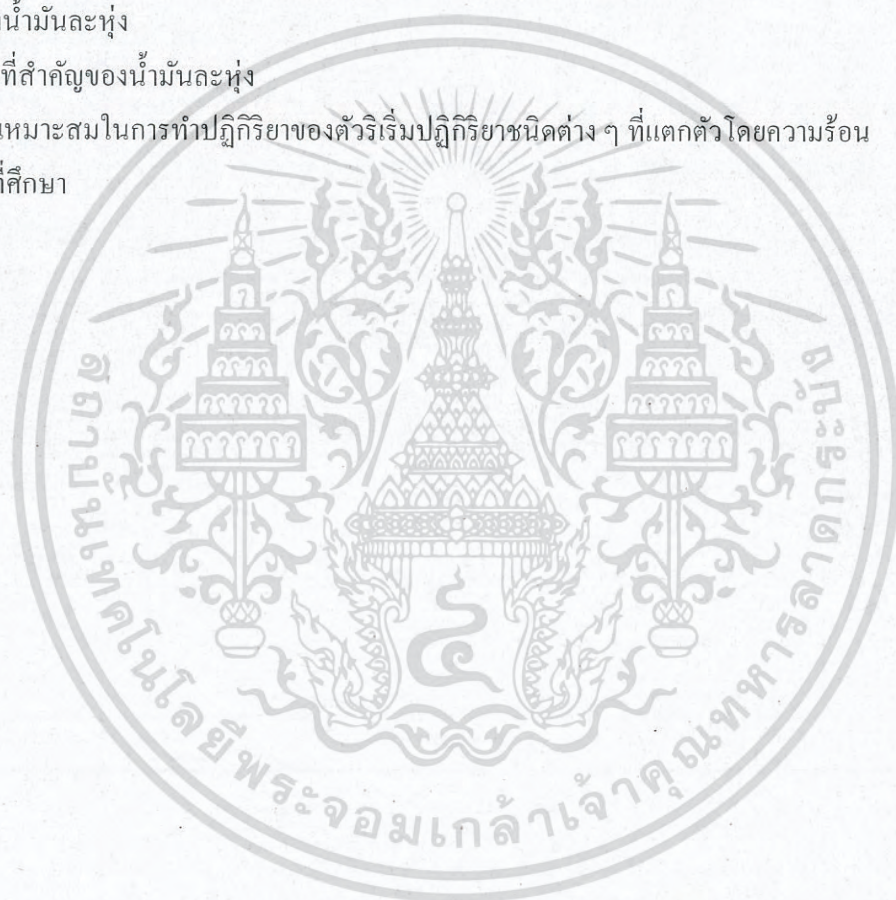 น้ำมันละหุ่ง
ที่สำคัญของน้ำมันละหุ่ง
เหมาะสมในการทำปฏิกิริยาของตัวริเริ่มปฏิกิริยาชนิดต่าง ๆ ที่แตกตัวโดยความร้อน
ที่ศึกษา
สถาบันเทคโนโลยีพระจอมเกล้าเจ้าคุณทหารลาดกระบัง